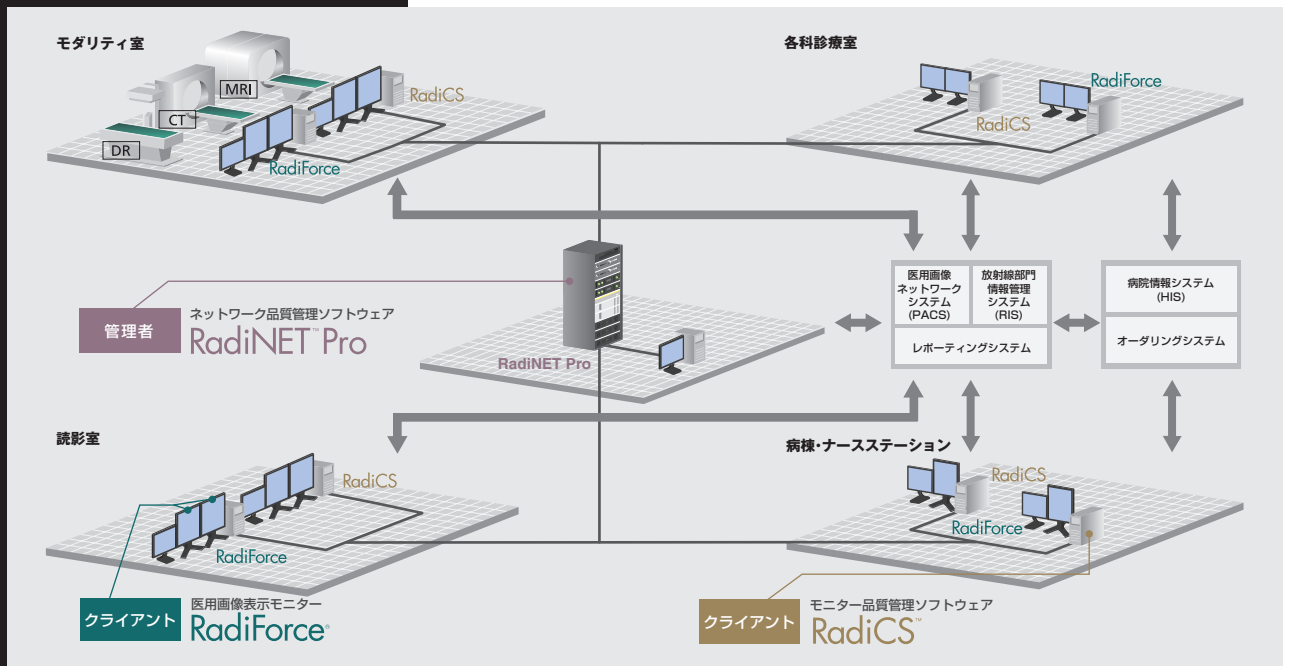 モダリティ室
MRI
CT
DR
RadiCS
RadiForce
各科診療室
RadiForce
RadiCS
管理者
ネットワーク品質管理ソフトウェア
RadiNET™ Pro
RadiNET Pro
医用画像
ネットワーク
システム
(PACS)
放射線部門
情報管理
システム
(RIS)
レポーティングシステム
病院情報システム
(HIS)
オーダリングシステム
読影室
RadiCS
RadiForce
クライアント
医用画像表示モニター
RadiForce®
病棟・ナースステーション
RadiCS
RadiForce
クライアント
モニター品質管理ソフトウェア
RadiCS™